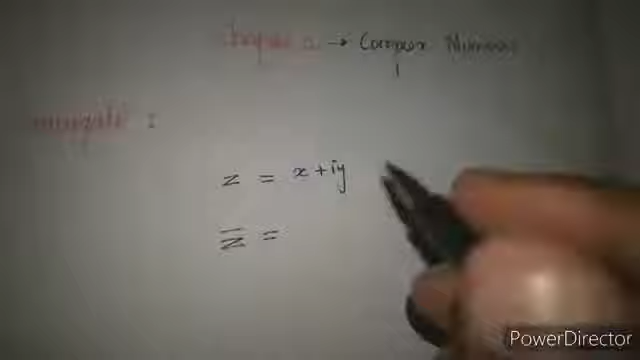 → Complex Numbers
:
z = x + iy
z̅ =
PowerDirector